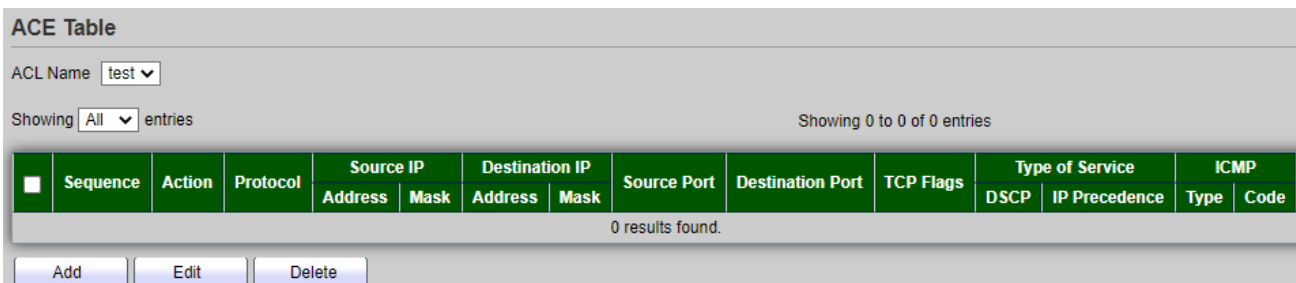 ACE Table
ACL Name test
Showing All entries
Showing 0 to 0 of 0 entries
Sequence Action Protocol Source IP Destination IP Source Port Destination Port TCP Flags Type of Service ICMP
Address Mask Address Mask DSCP IP Precedence Type Code
0 results found.
Add Edit Delete